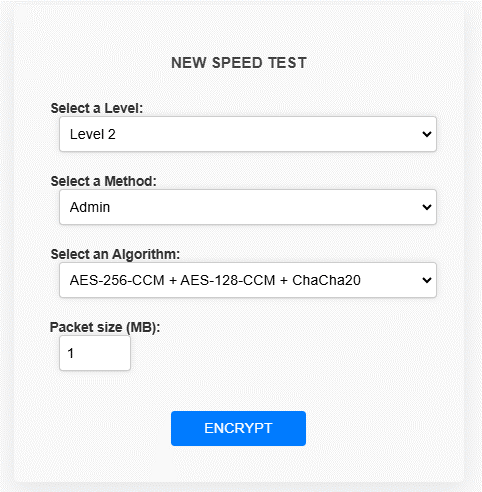 NEW SPEED TEST
Select a Level:
Level 2
Select a Method:
Admin
Select an Algorithm:
AES-256-CCM + AES-128-CCM + ChaCha20
Packet size (MB):
1
ENCRYPT